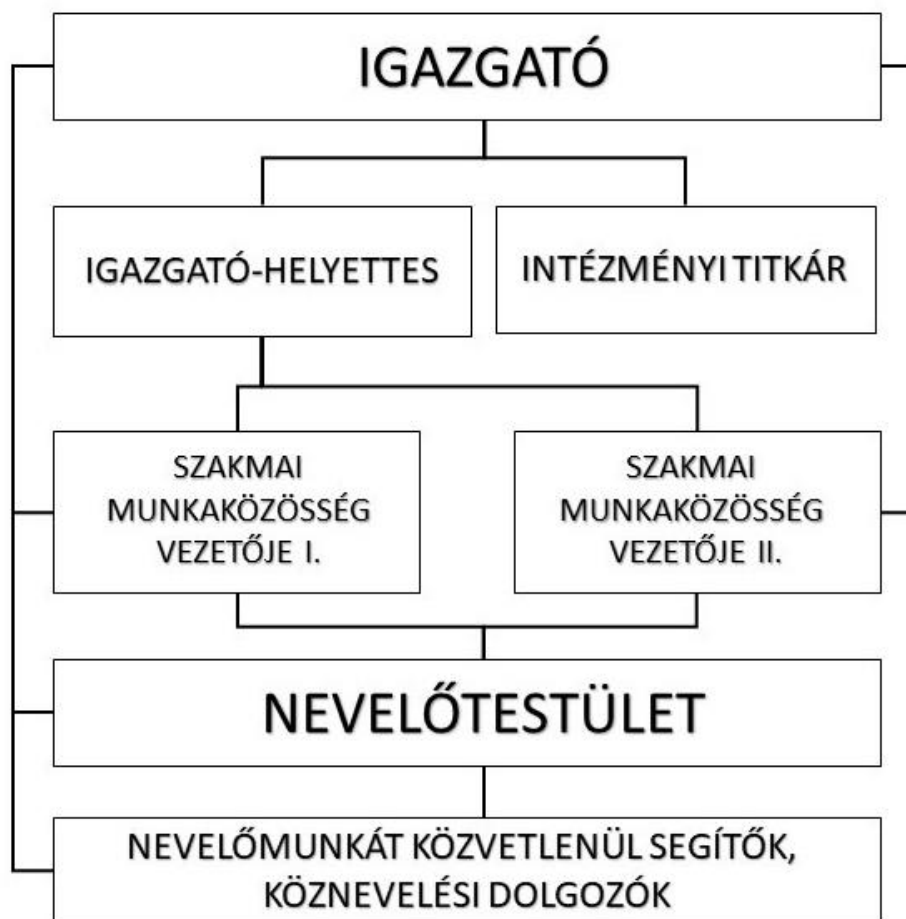 IGAZGATÓ
IGAZGATÓ-HELYETTES
INTÉZMÉNYI TITKÁR
SZAKMAI
MUNKAKÖZÖSSÉG
VEZETŐJE I.
SZAKMAI
MUNKAKÖZÖSSÉG
VEZETŐJE II.
NEVELŐTESTÜLET
NEVELŐMUNKÁT KÖZVETLENÜL SEGÍTŐK,
KÖZNEVELÉSI DOLGOZÓK